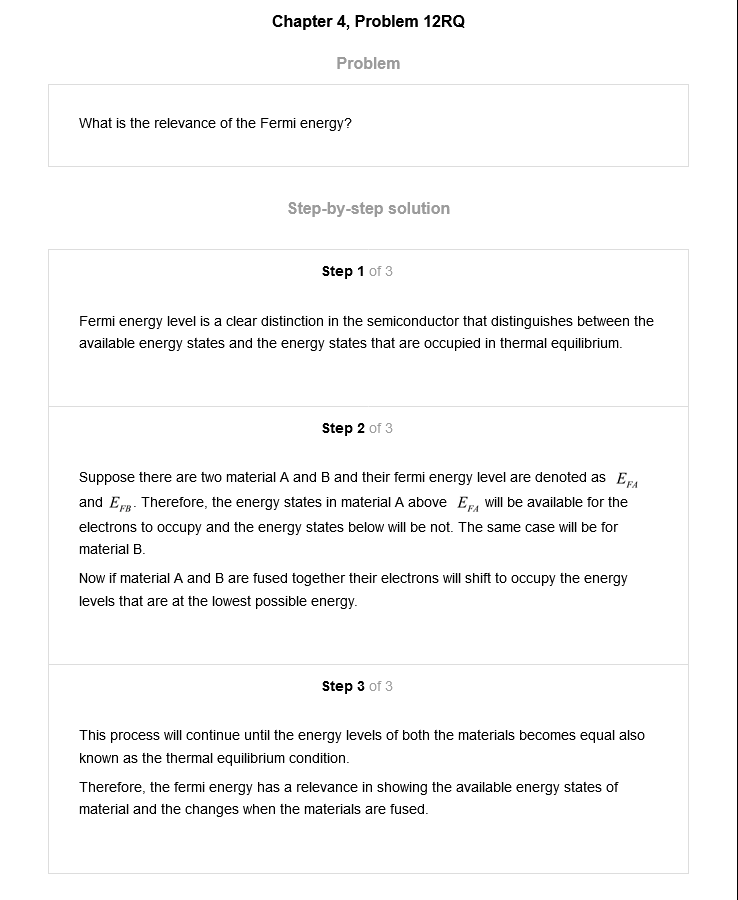 Chapter 4, Problem 12RQ
Problem
What is the relevance of the Fermi energy?
Step-by-step solution
Step 1 of 3
Fermi energy level is a clear distinction in the semiconductor that distinguishes between the
available energy states and the energy states that are occupied in thermal equilibrium.
Step 2 of 3
Suppose there are two material A and B and their fermi energy level are denoted as E_FA
and E_FB. Therefore, the energy states in material A above E_FA will be available for the
electrons to occupy and the energy states below will be not. The same case will be for
material B.
Now if material A and B are fused together their electrons will shift to occupy the energy
levels that are at the lowest possible energy.
Step 3 of 3
This process will continue until the energy levels of both the materials becomes equal also
known as the thermal equilibrium condition.
Therefore, the fermi energy has a relevance in showing the available energy states of
material and the changes when the materials are fused.